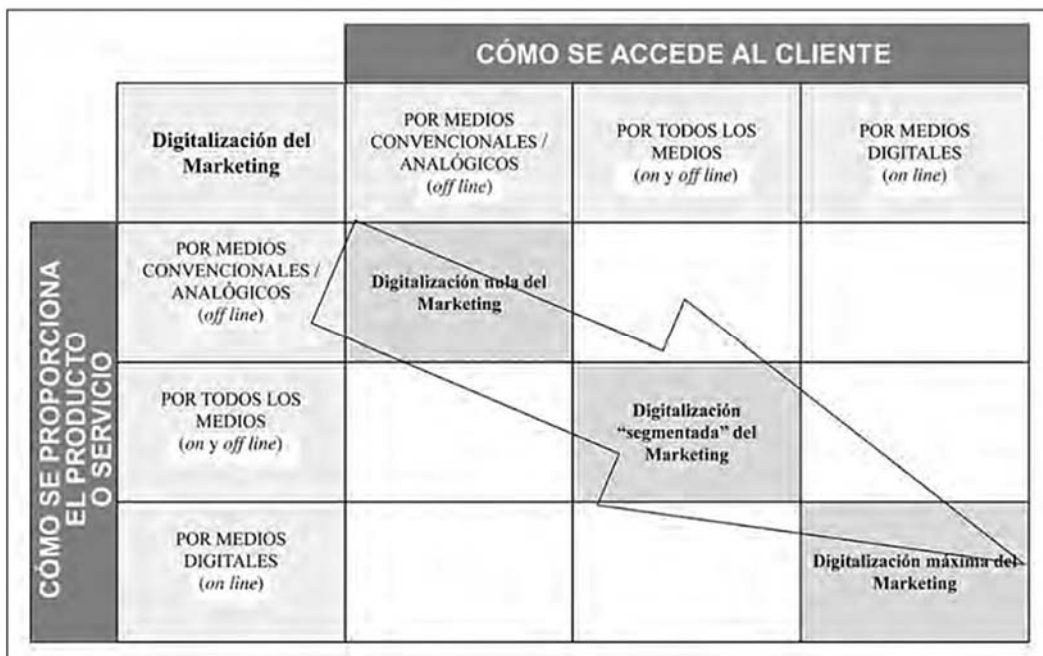 CÓMO SE ACCEDE AL CLIENTE
Digitalización del
Marketing
POR MEDIOS
CONVENCIONALES /
ANALÓGICOS
(off line)
POR TODOS LOS
MEDIOS
(on y off line)
POR MEDIOS
DIGITALES
(on line)
CÓMO SE PROPORCIONA
EL PRODUCTO
O SERVICIO
POR MEDIOS
CONVENCIONALES /
ANALÓGICOS
(off line)
Digitalización nula del
Marketing
POR TODOS LOS
MEDIOS
(on y off line)
Digitalización
“segmentada” del
Marketing
POR MEDIOS
DIGITALES
(on line)
Digitalización máxima del
Marketing